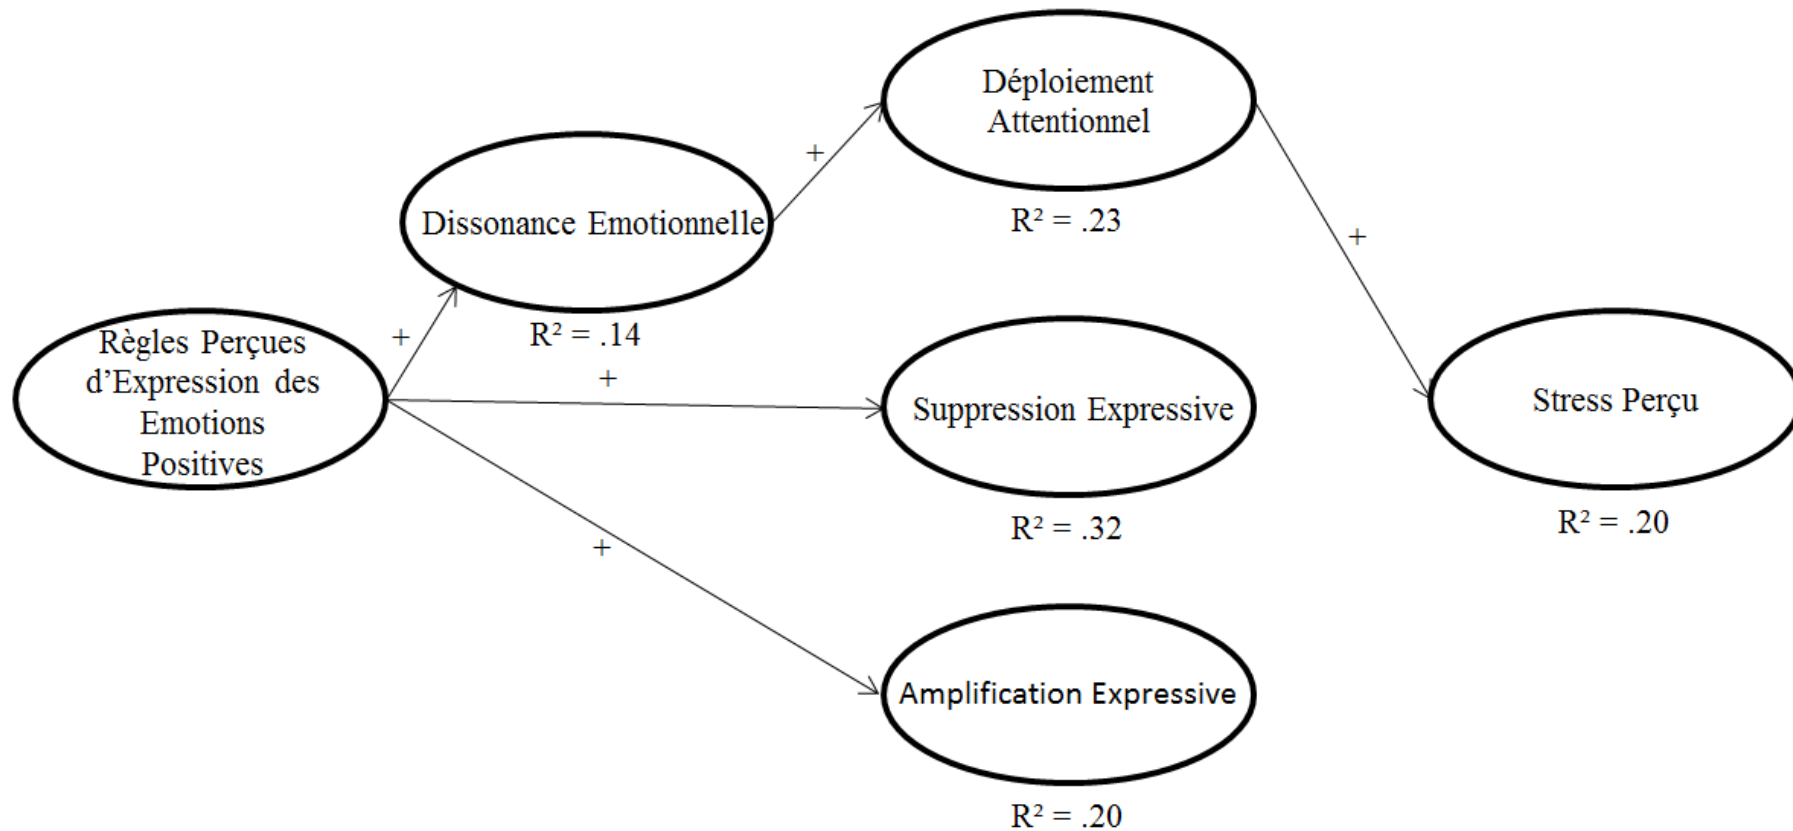 Déploiement
Attentionnel
R² = .23
+
Dissonance Emotionnelle
R² = .14
+
+
Règles Perçues
d’Expression des
Emotions
Positives
+
Suppression Expressive
R² = .32
Stress Perçu
R² = .20
+
Amplification Expressive
R² = .20